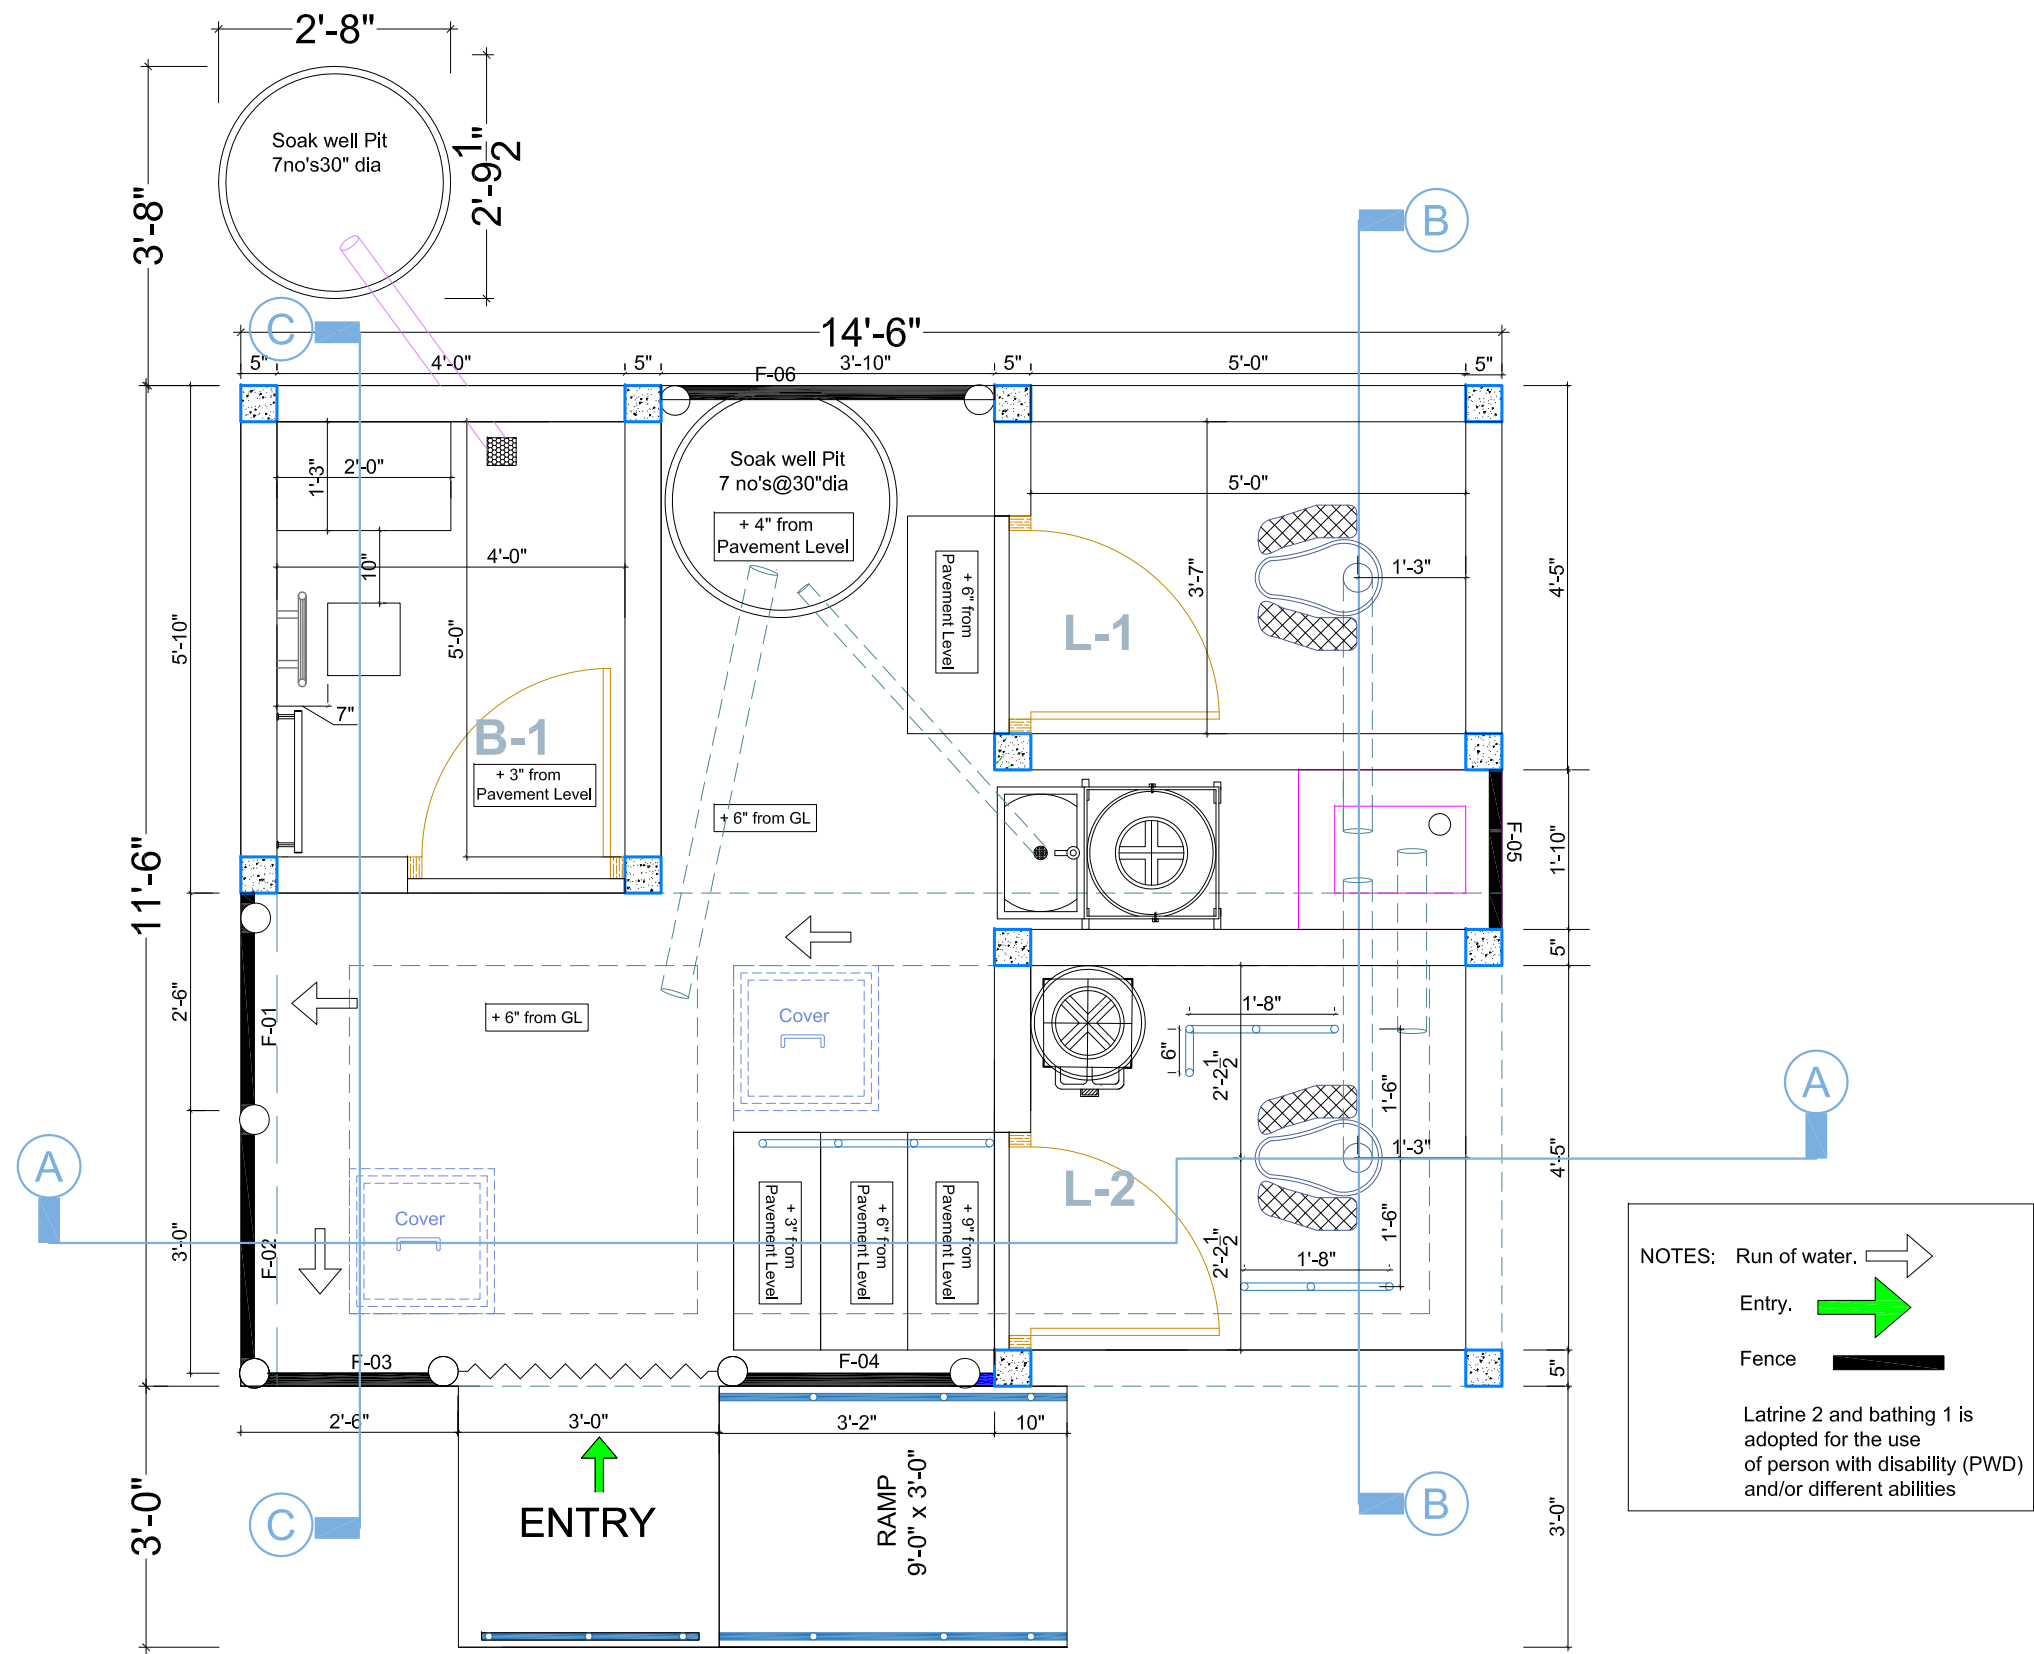 2'-8"
Soak well Pit
7no's30" dia
2'-9 1/2"
3'-8"
B
C
14'-6"
5"
4'-0"
5"
3'-10"
5"
5'-0"
5"
F-06
1'-3"
2'-0"
Soak well Pit
7 no's@30"dia
+ 4" from
Pavement Level
5'-0"
4'-0"
10"
+ 6" from
Pavement Level
3'-7"
1'-3"
4'-5"
5'-10"
5'-0"
L-1
7"
B-1
+ 3" from
Pavement Level
+ 6" from GL
F-05
1'-10"
11'-6"
5"
2'-6"
F-01
+ 6" from GL
Cover
1'-8"
6"
2'-2 1/2"
1'-6"
A
A
1'-3"
4'-5"
L-2
Cover
+ 3" from
Pavement Level
+ 6" from
Pavement Level
+ 9" from
Pavement Level
3'-0"
F-02
2'-2 1/2"
1'-6"
1'-8"
NOTES: Run of water.
Entry.
Fence
Latrine 2 and bathing 1 is
adopted for the use
of person with disability (PWD)
and/or different abilities
F-03
F-04
5"
2'-6"
3'-0"
3'-2"
10"
3'-0"
C
ENTRY
RAMP
9'-0" x 3'-0"
B
3'-0"